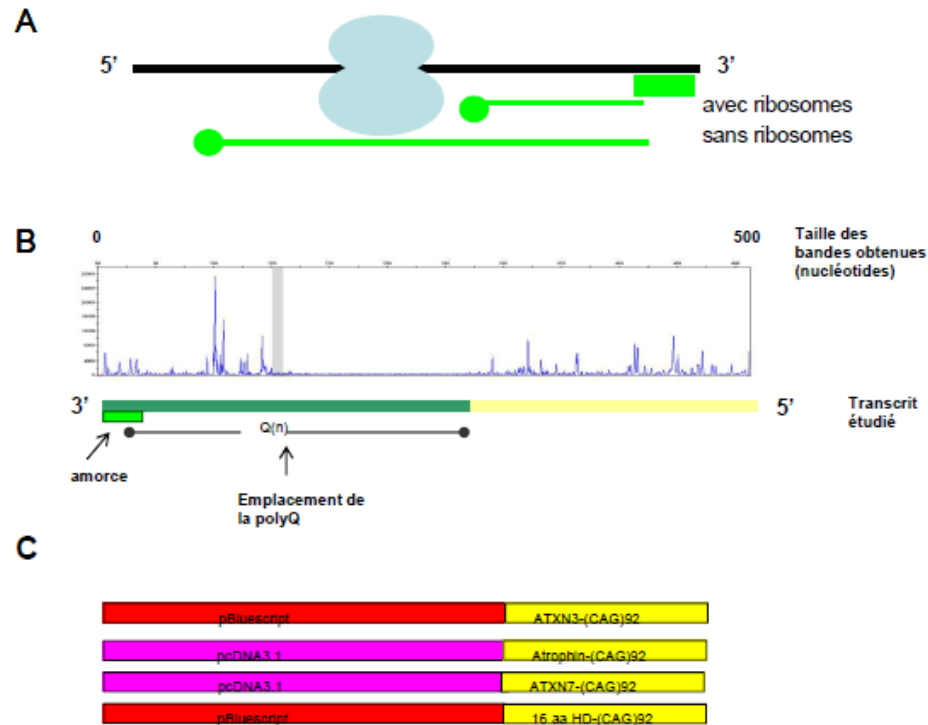 A
5'
3'
avec ribosomes
sans ribosomes
B
0
500
Taille des
bandes obtenues
(nucléotides)
3'
5'
Transcrit
étudié
Q(n)
amorce
Emplacement de
la polyQ
C
pBluescript
ATXN3-(CAG)92
pcDNA3.1
Atrophin-(CAG)92
pcDNA3.1
ATXN7-(CAG)92
pBluescript
16 aa HD-(CAG)92